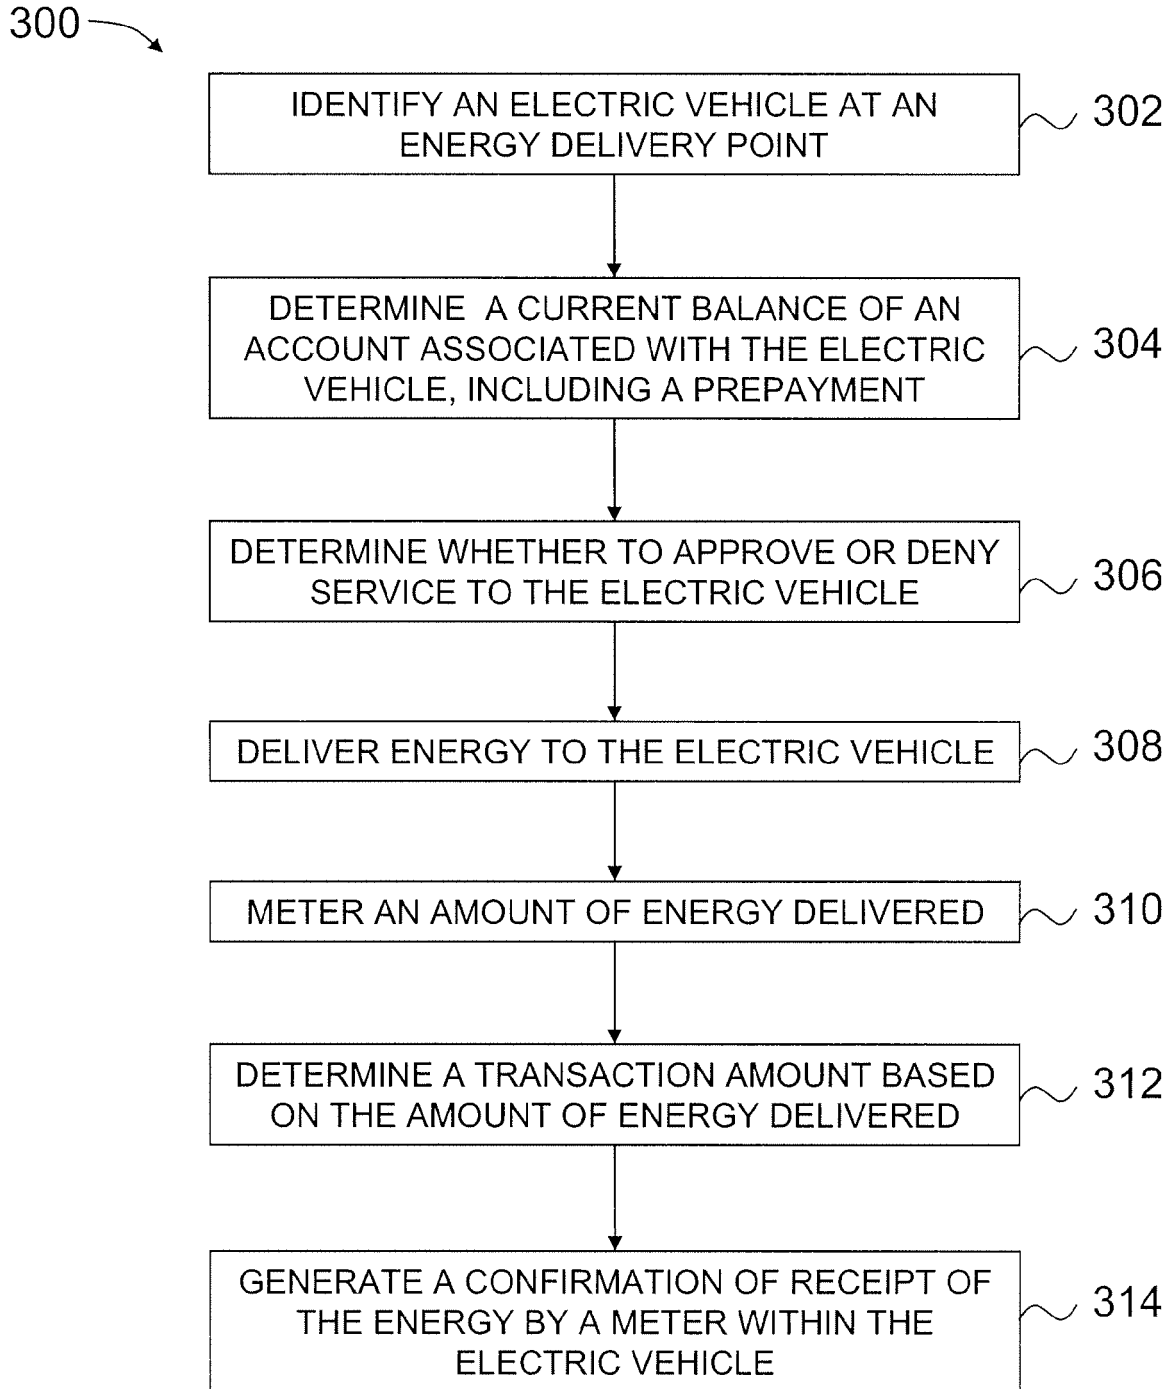 300
IDENTIFY AN ELECTRIC VEHICLE AT AN
ENERGY DELIVERY POINT
302
DETERMINE A CURRENT BALANCE OF AN
ACCOUNT ASSOCIATED WITH THE ELECTRIC
VEHICLE, INCLUDING A PREPAYMENT
304
DETERMINE WHETHER TO APPROVE OR DENY
SERVICE TO THE ELECTRIC VEHICLE
306
DELIVER ENERGY TO THE ELECTRIC VEHICLE
308
METER AN AMOUNT OF ENERGY DELIVERED
310
DETERMINE A TRANSACTION AMOUNT BASED
ON THE AMOUNT OF ENERGY DELIVERED
312
GENERATE A CONFIRMATION OF RECEIPT OF
THE ENERGY BY A METER WITHIN THE
ELECTRIC VEHICLE
314